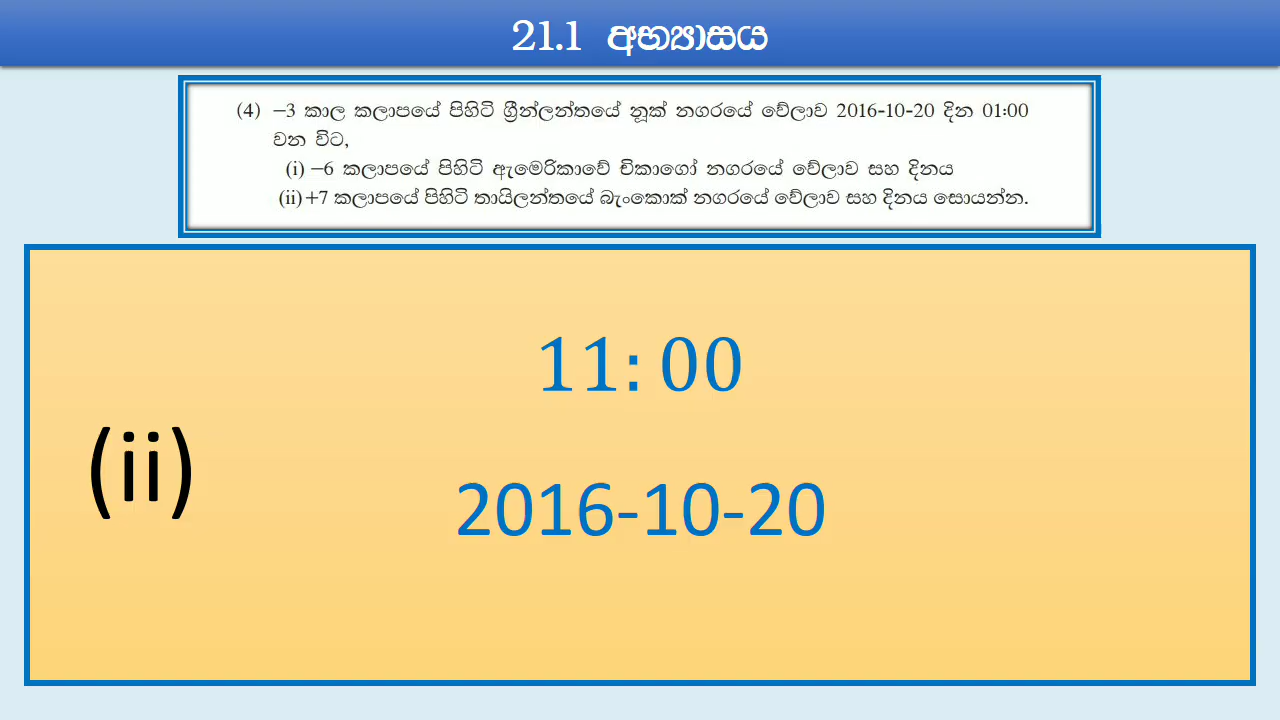 21.1 අභ්‍යාසය
(4) −3 කාල කලාපයේ පිහිටි ග්‍රීන්ලන්තයේ නූක් නගරයේ වේලාව 2016-10-20 දින 01:00
වන විට,
(i) −6 කලාපයේ පිහිටි ඇමෙරිකාවේ චිකාගෝ නගරයේ වේලාව සහ දිනය
(ii) +7 කලාපයේ පිහිටි තායිලන්තයේ බැංකොක් නගරයේ වේලාව සහ දිනය සොයන්න.
11: 00
(ii)
2016-10-20